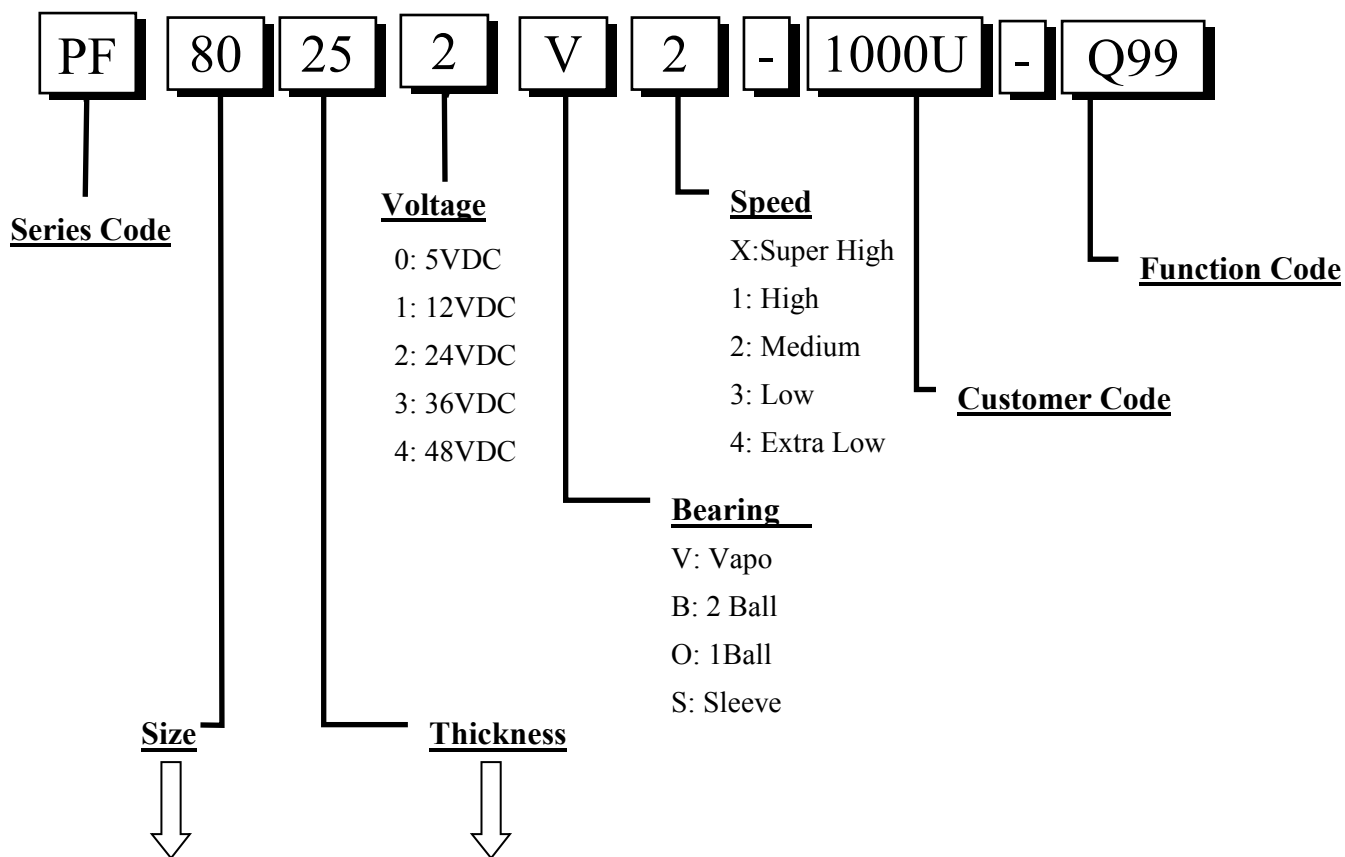 PF 80 25 2 V 2 - 1000U - Q99
Series Code
Voltage
0: 5VDC
1: 12VDC
2: 24VDC
3: 36VDC
4: 48VDC
Speed
X:Super High
1: High
2: Medium
3: Low
4: Extra Low
Function Code
Customer Code
Bearing
V: Vapo
B: 2 Ball
O: 1Ball
S: Sleeve
Size
Thickness